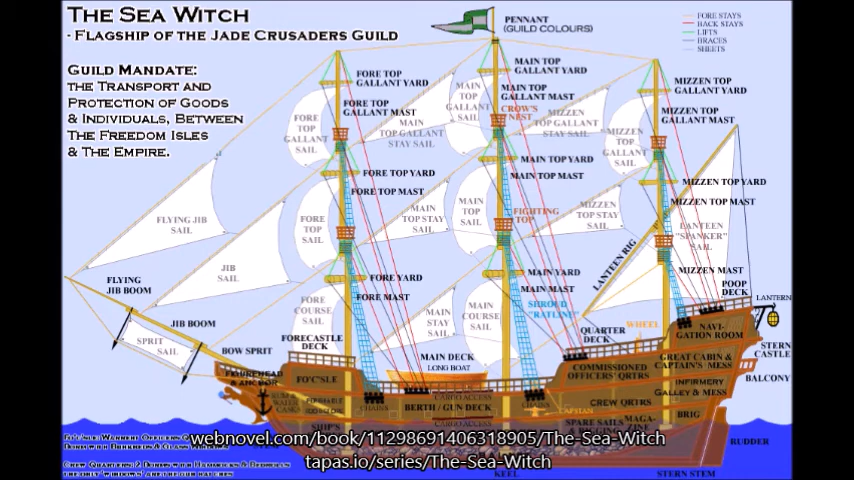 THE SEA WITCH
- FLAGSHIP OF THE JADE CRUSADERS GUILD
GUILD MANDATE:
THE TRANSPORT AND
PROTECTION OF GOODS
& INDIVIDUALS, BETWEEN
THE FREEDOM ISLES
& THE EMPIRE.
PENNANT
(GUILD COLOURS)
FORE STAYS
BACK STAYS
LIFTS
BRACES
SHEETS
FORE TOP
GALLANT YARD
MAIN TOP
GALLANT YARD
MIZZEN TOP
GALLANT YARD
FORE TOP
GALLANT MAST
MAIN
TOP
GALLANT
SAIL
MAIN TOP
GALLANT MAST
CROW'S
NEST
MIZZEN TOP
GALLANT MAST
FORE
TOP
GALLANT
SAIL
MAIN
TOP GALLANT
STAY SAIL
MIZZEN
TOP GALLANT
STAY SAIL
MIZZEN
TOP
GALLANT
SAIL
FORE TOP YARD
MAIN TOP YARD
MIZZEN TOP YARD
FORE TOP MAST
MAIN TOP MAST
MIZZEN TOP MAST
FLYING JIB
SAIL
FORE
TOP
SAIL
MAIN
TOP STAY
SAIL
MAIN
TOP
SAIL
FIGHTING
TOP
MIZZEN
TOP STAY
SAIL
LANTEEN
"SPANKER"
SAIL
LANTEEN RIG
JIB
SAIL
FORE YARD
MAIN YARD
MIZZEN MAST
FLYING
JIB BOOM
FORE MAST
MAIN MAST
POOP
DECK
LANTERN
FORE
COURSE
SAIL
MAIN
STAY
SAIL
MAIN
COURSE
SAIL
SHROUD
"RATLINE"
JIB BOOM
SPRIT
SAIL
BOW SPRIT
FORECASTLE
DECK
MAIN DECK
LONG BOAT
QUARTER
DECK
WHEEL
NAVI-
GATION ROOM
STERN
CASTLE
FO'C'SLE
COMMISSIONED
OFFICERS' QRTRS
GREAT CABIN &
CAPTAIN'S MESS
BALCONY
INFIRMERY
GALLEY & MESS
CREW QRTRS
CHAINS
BERTH / GUN DECK
CARGO ACCESS
CHAINS
CAPSTAN
BRIG
SHIP'S
CARGO ACCESS
SPARE SAILS
MAGA-
ZINE
RUDDER
KEEL
STERN STEM
webnovel.com/book/11298691406318905/The-Sea-Witch
tapas.io/series/The-Sea-Witch